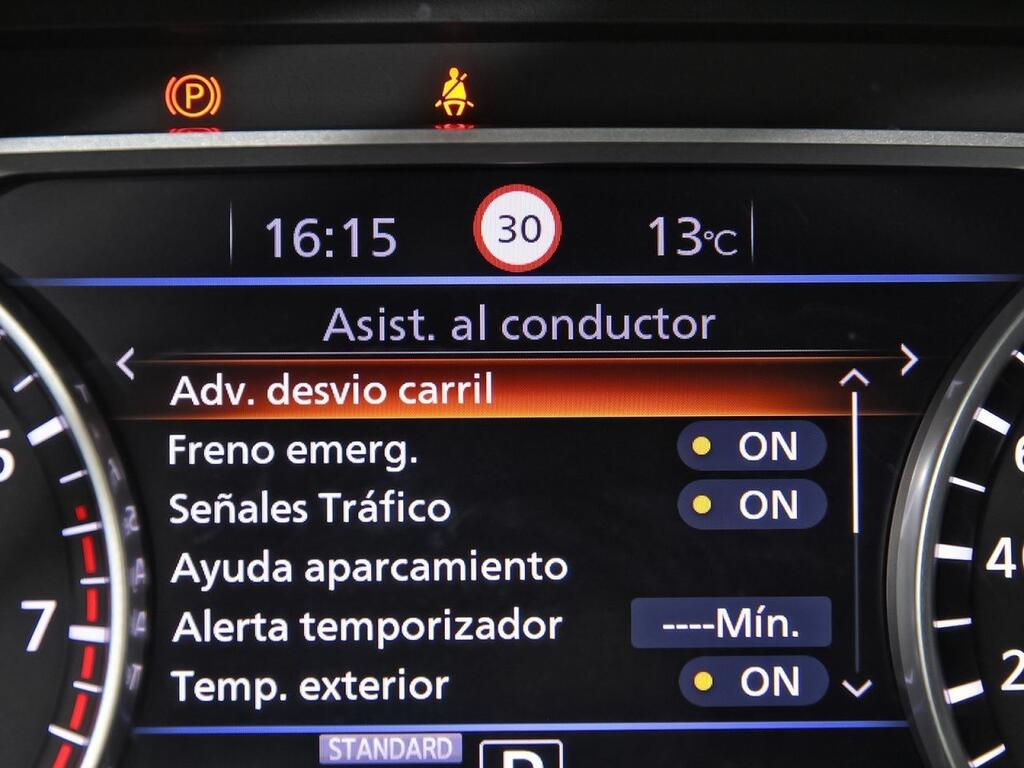 P
16:15 30 13°C
Asist. al conductor
Adv. desvio carril
Freno emerg. ON
Señales Tráfico ON
Ayuda aparcamiento
Alerta temporizador ----Mín.
Temp. exterior ON
STANDARD
7